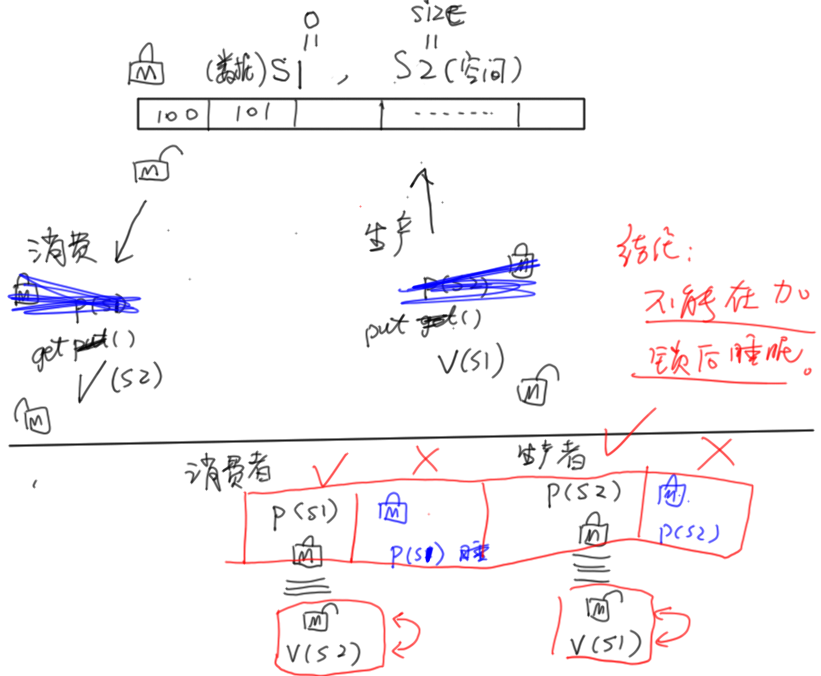 0 size
M (数据) S1 , S2 (空间)
100 101 ------
M
消费 生产
M M
P(S1) P(S2)
get() put()
V(S2) V(S1)
M M
结论:
不能在加
锁后睡眠。
消费者 生产者
P(S1) M P(S2) M
M P(S1) 睡 M P(S2)
M M
V(S2) V(S1)